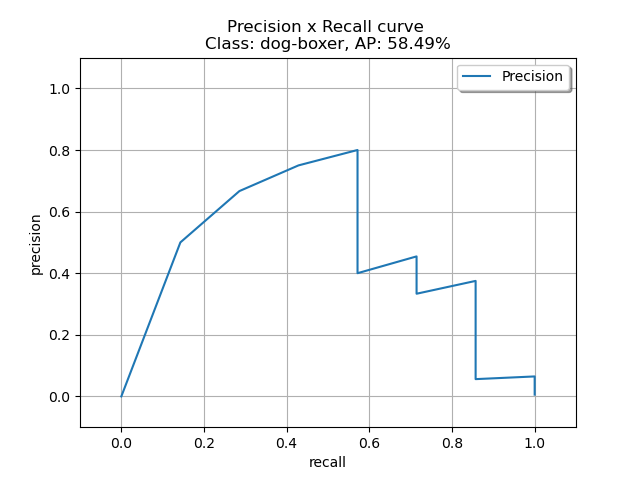 Precision x Recall curve
Class: dog-boxer, AP: 58.49%
Precision
1.0
0.8
0.6
0.4
0.2
0.0
precision
0.0 0.2 0.4 0.6 0.8 1.0
recall